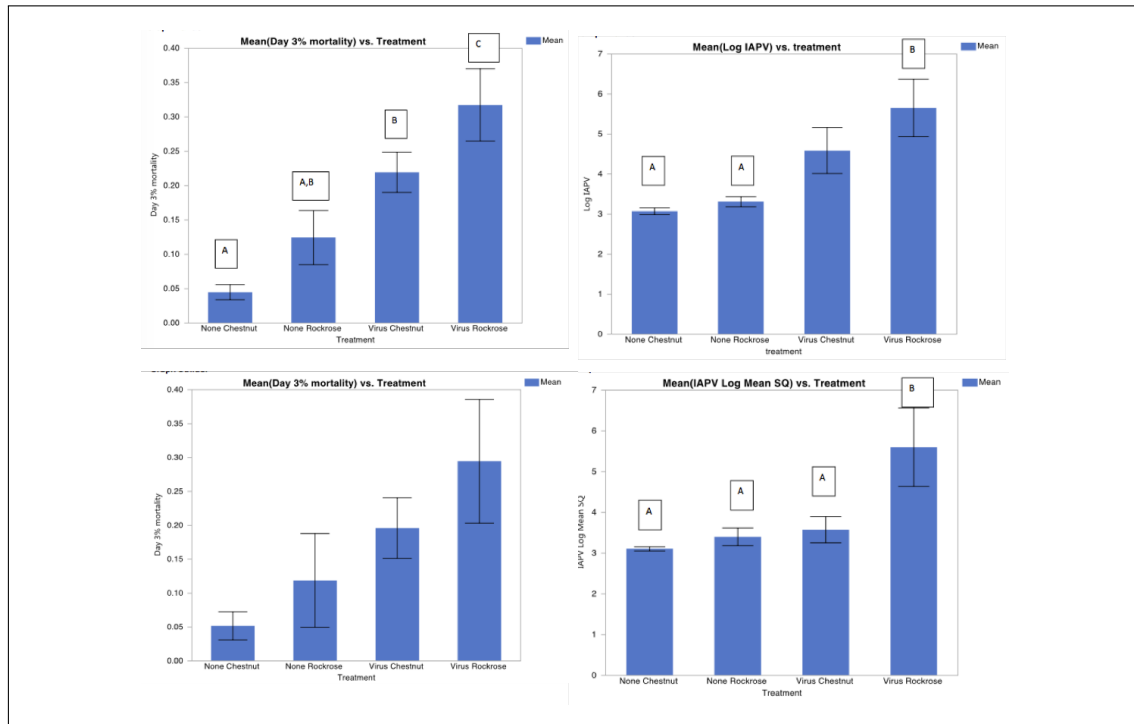 Mean(Day 3% mortality) vs. Treatment
Mean
C
B
A,B
A
0.40
0.35
0.30
0.25
0.20
0.15
0.10
0.05
0.00
Day 3% mortality
None Chestnut None Rockrose Virus Chestnut Virus Rockrose
Treatment
Mean(Log IAPV) vs. treatment
Mean
B
A A
7
6
5
4
3
2
1
0
Log IAPV
None Chestnut None Rockrose Virus Chestnut Virus Rockrose
treatment
Mean(Day 3% mortality) vs. Treatment
Mean
0.40
0.35
0.30
0.25
0.20
0.15
0.10
0.05
0.00
Day 3% mortality
None Chestnut None Rockrose Virus Chestnut Virus Rockrose
Treatment
Mean(IAPV Log Mean SQ) vs. Treatment
Mean
B
A A A
7
6
5
4
3
2
1
0
IAPV Log Mean SQ
None Chestnut None Rockrose Virus Chestnut Virus Rockrose
Treatment